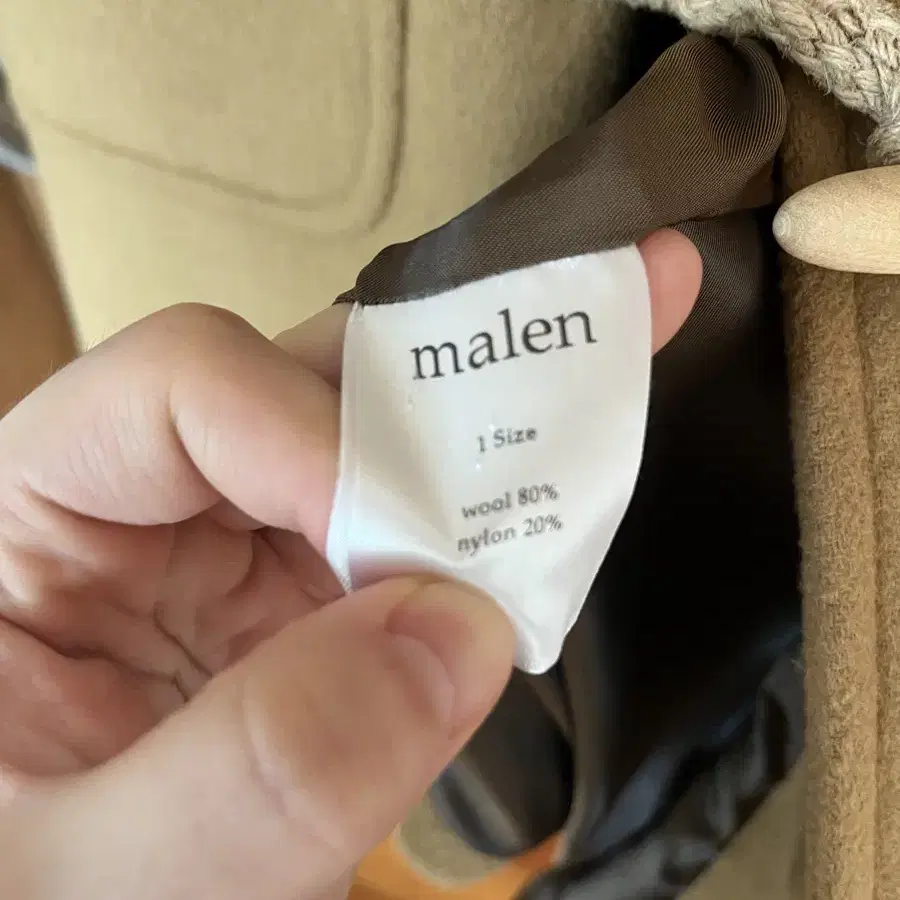 malen
1 Size
wool 80%
nylon 20%